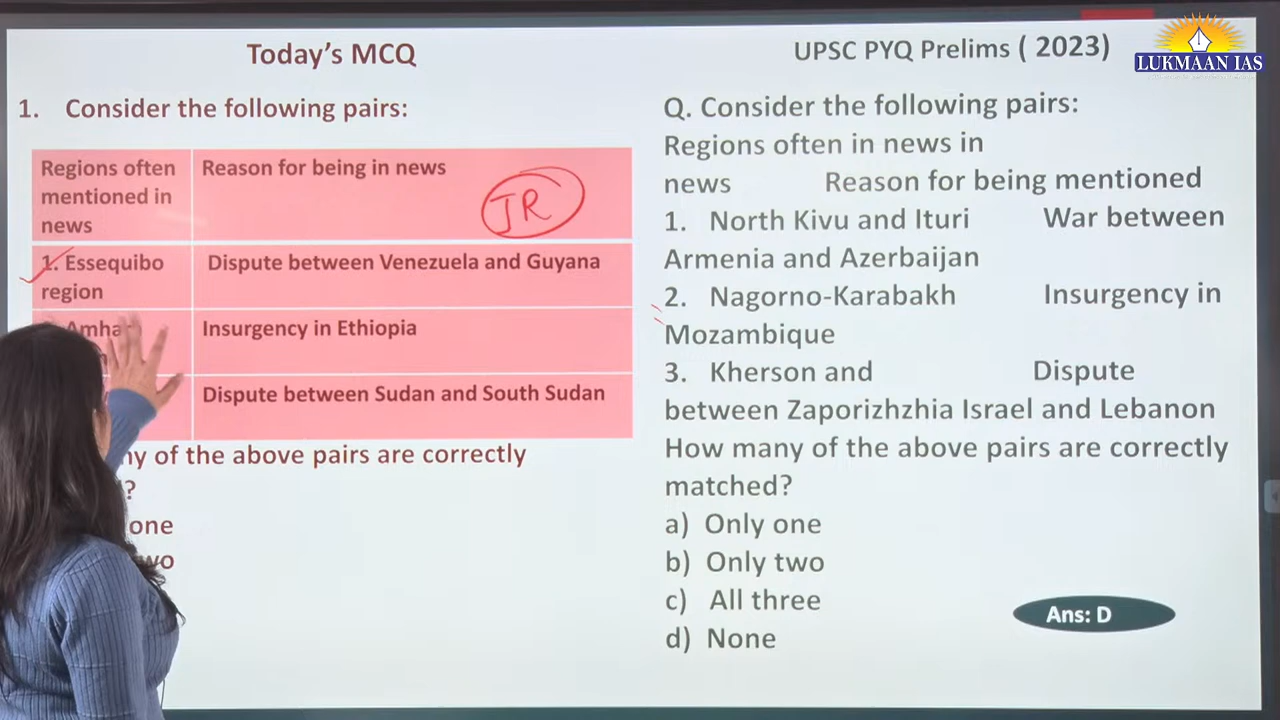 Today's MCQ
1. Consider the following pairs:
Regions often
mentioned in
news
Reason for being in news
JR
1. Essequibo
region
Dispute between Venezuela and Guyana
Insurgency in Ethiopia
Dispute between Sudan and South Sudan
of the above pairs are correctly
?
one
UPSC PYQ Prelims ( 2023)
LUKMAAN IAS
Q. Consider the following pairs:
Regions often in news in
news Reason for being mentioned
1. North Kivu and Ituri War between
Armenia and Azerbaijan
2. Nagorno-Karabakh Insurgency in
Mozambique
3. Kherson and Dispute
between Zaporizhzhia Israel and Lebanon
How many of the above pairs are correctly
matched?
a) Only one
b) Only two
c) All three
d) None
Ans: D